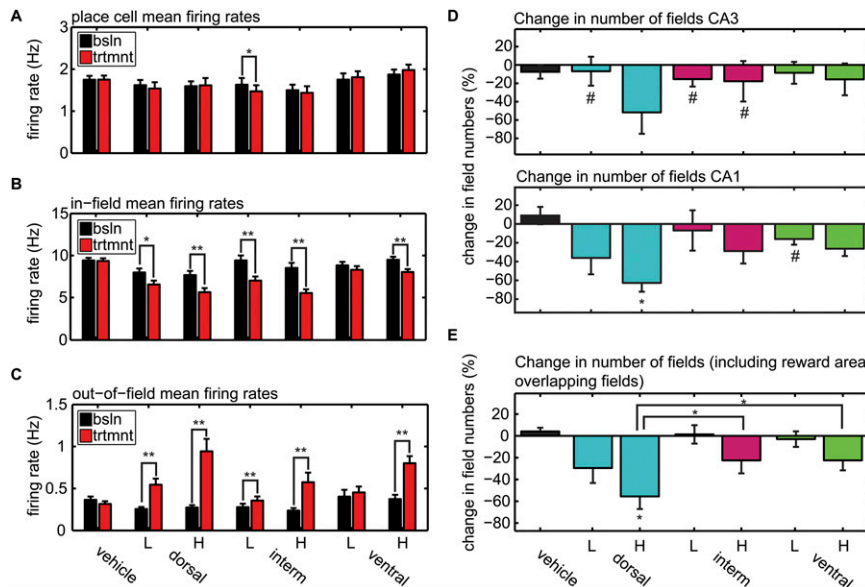 A
place cell mean firing rates
bsln
trtmnt
*
firing rate (Hz)
3
2
1
0
B
in-field mean firing rates
bsln
trtmnt
* ** ** ** **
firing rate (Hz)
15
10
5
0
C
out-of-field mean firing rates
bsln
trtmnt
** ** ** ** **
firing rate (Hz)
1.5
1
0.5
0
L H L H L H
vehicle dorsal interm ventral
D
Change in number of fields CA3
20
0
-20
-40
-60
-80
# # #
Change in number of fields CA1
20
0
-20
-40
-60
-80
* #
change in field numbers (%)
E
Change in number of fields (including reward area
overlapping fields)
20
0
-20
-40
-60
-80
* * *
change in field numbers (%)
L H L H L H
vehicle dorsal interm ventral